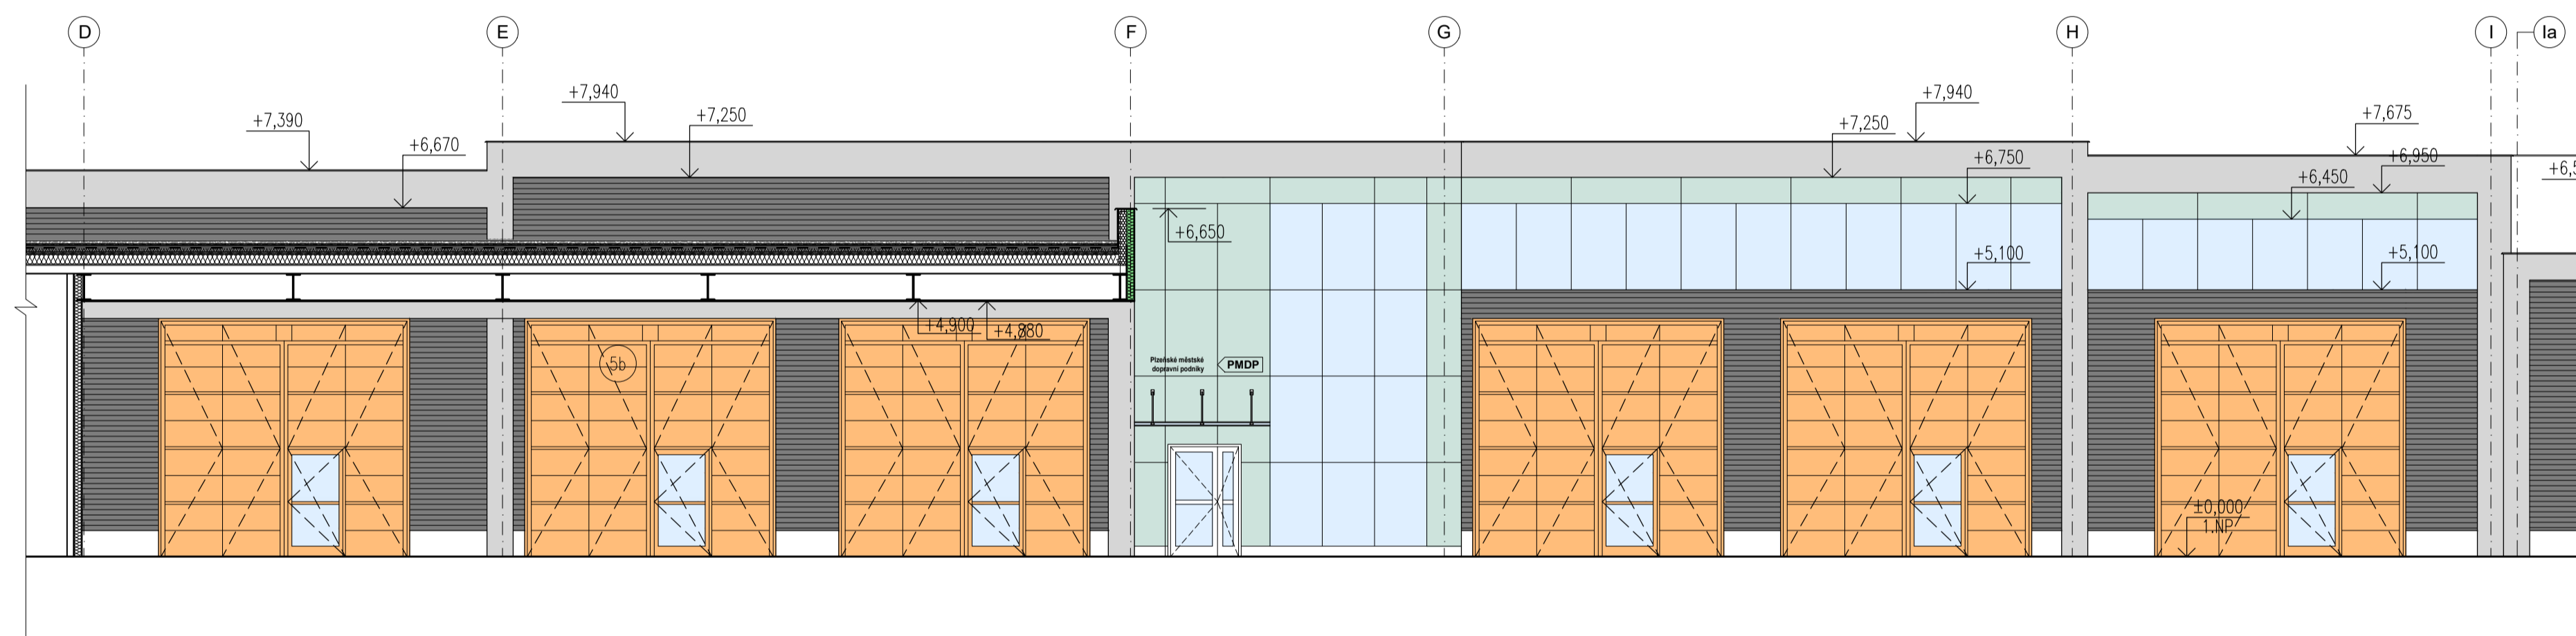 D
E
F
G
H
I
Ia
+7,390
+6,670
+7,940
+7,250
+6,650
+7,250
+7,940
+6,750
+5,100
+7,675
+6,950
+6,450
+5,100
+4,900
+4,880
5b
Plzeňské městské
dopravní podniky
PMDP
±0,000
1.NP